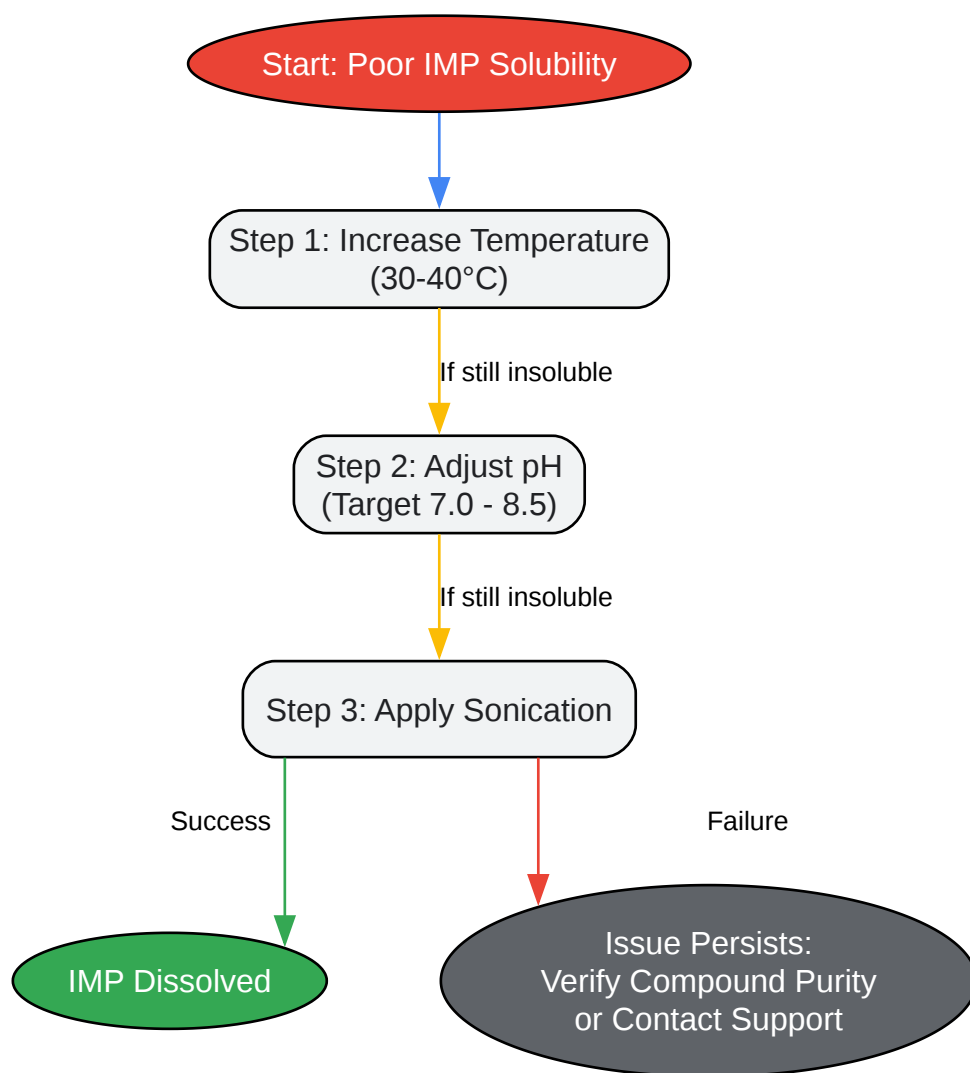 Start: Poor IMP Solubility
Step 1: Increase Temperature
(30-40°C)
If still insoluble
Step 2: Adjust pH
(Target 7.0 - 8.5)
If still insoluble
Step 3: Apply Sonication
Success
Failure
IMP Dissolved
Issue Persists:
Verify Compound Purity
or Contact Support